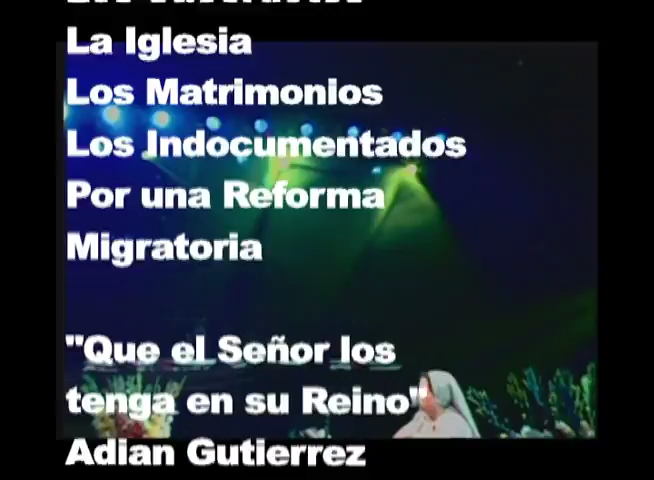 La Iglesia
Los Matrimonios
Los Indocumentados
Por una Reforma
Migratoria
"Que el Señor los
tenga en su Reino"
Adian Gutierrez